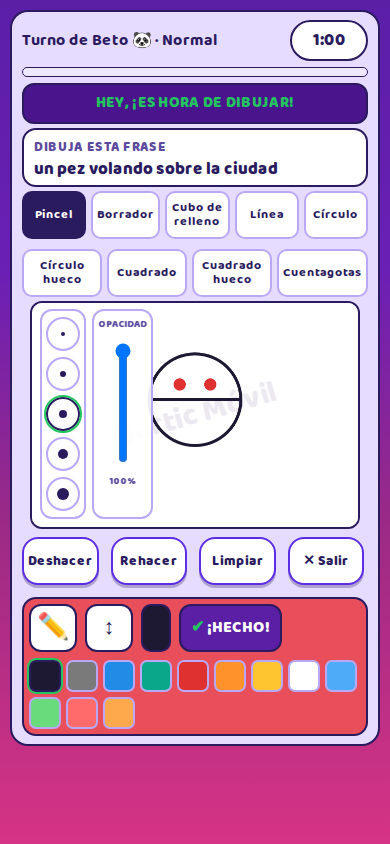 Turno de Beto 🐼 · Normal
1:00
HEY, ¡ES HORA DE DIBUJAR!
DIBUJA ESTA FRASE
un pez volando sobre la ciudad
Pincel
Borrador
Cubo de
relleno
Línea
Círculo
Círculo
hueco
Cuadrado
Cuadrado
hueco
Cuentagotas
OPACIDAD
100%
tic Móvil
Deshacer
Rehacer
Limpiar
✕ Salir
✔ ¡HECHO!